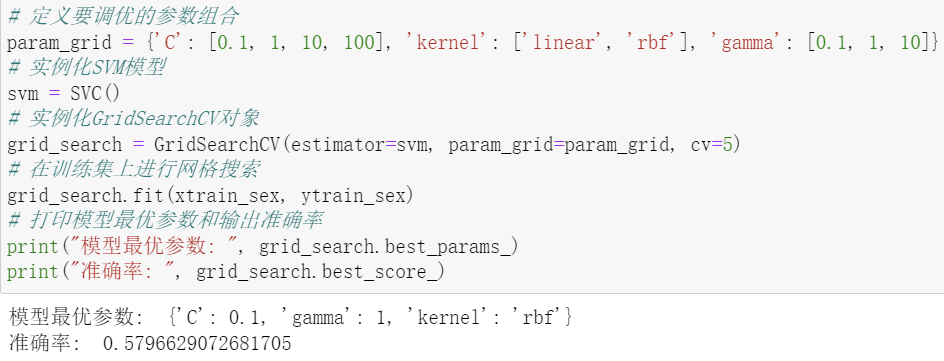 # 定义要调优的参数组合
param_grid = {'C': [0.1, 1, 10, 100], 'kernel': ['linear', 'rbf'], 'gamma': [0.1, 1, 10]}
# 实例化SVM模型
svm = SVC()
# 实例化GridSearchCV对象
grid_search = GridSearchCV(estimator=svm, param_grid=param_grid, cv=5)
# 在训练集上进行网格搜索
grid_search.fit(xtrain_sex, ytrain_sex)
# 打印模型最优参数和输出准确率
print("模型最优参数: ", grid_search.best_params_)
print("准确率: ", grid_search.best_score_)
模型最优参数:  {'C': 0.1, 'gamma': 1, 'kernel': 'rbf'}
准确率:  0.5796629072681705